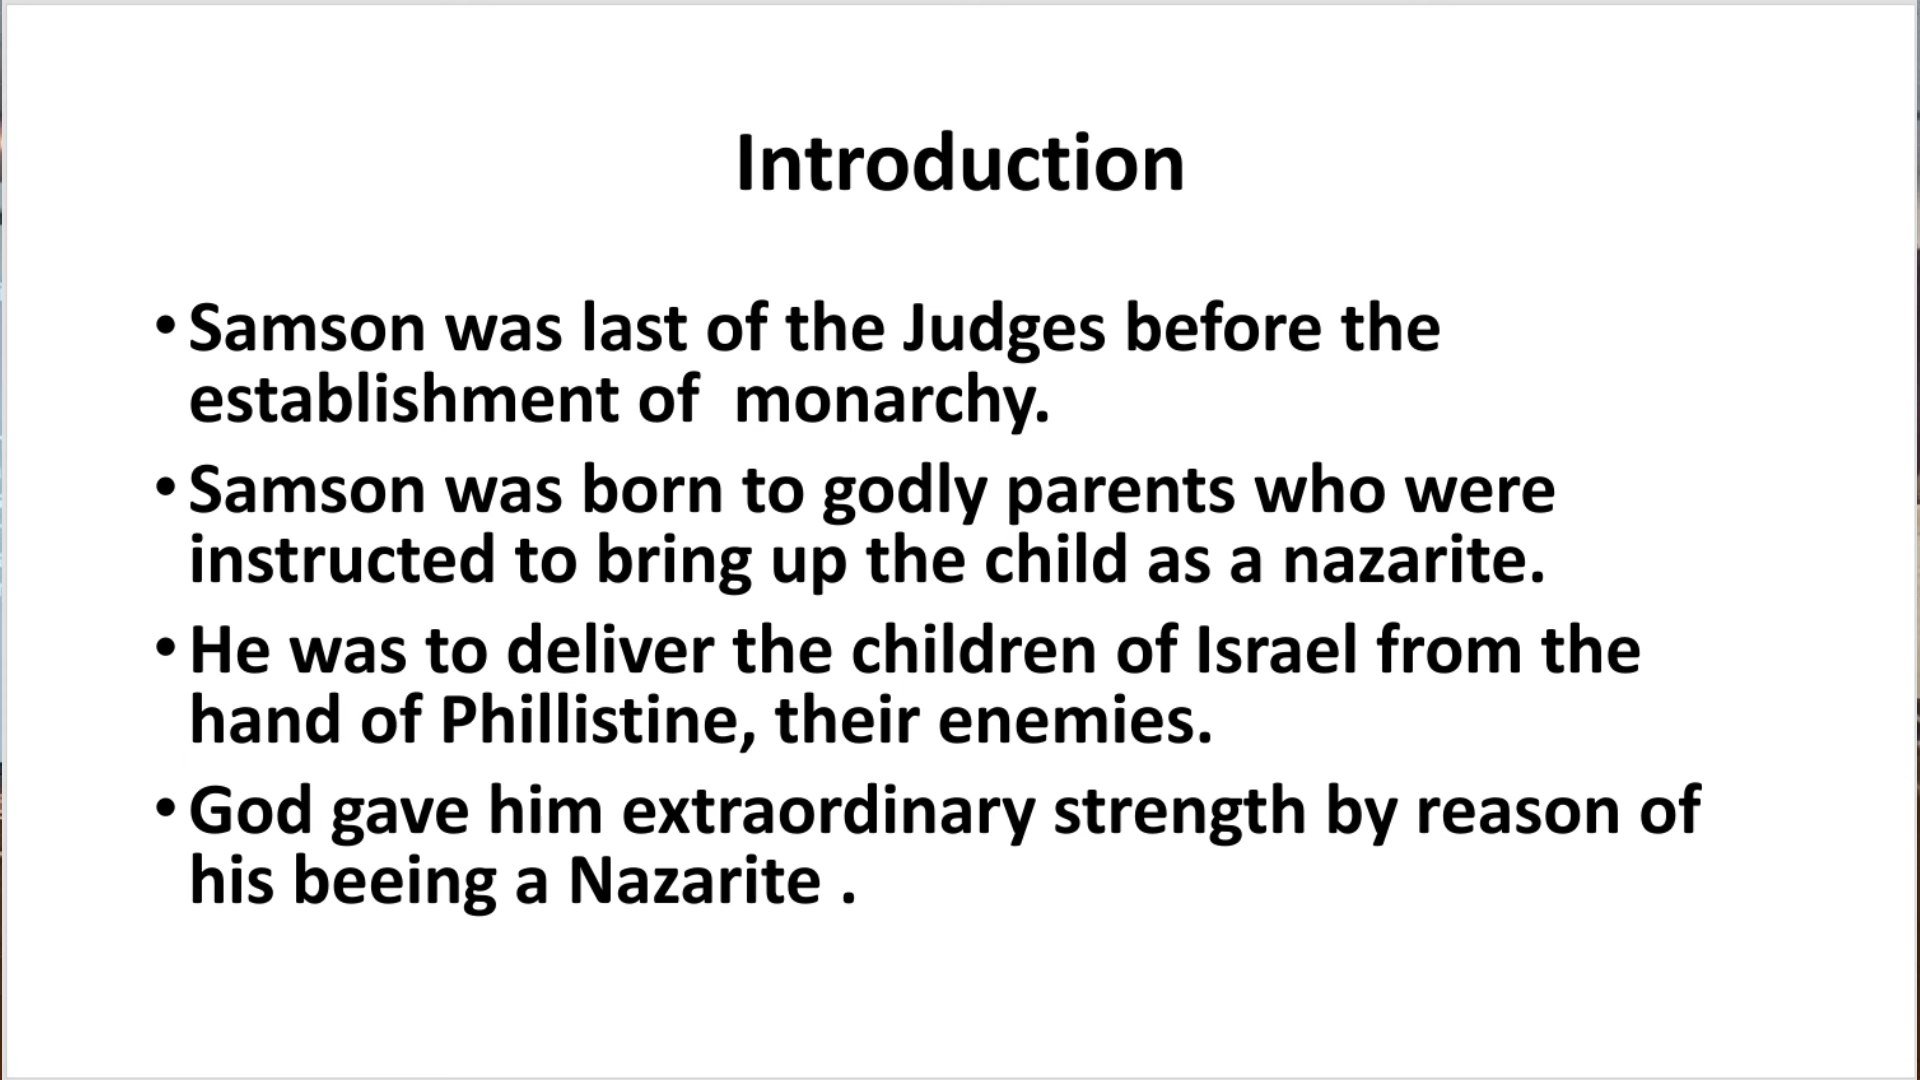 Introduction
• Samson was last of the Judges before the
establishment of  monarchy.
• Samson was born to godly parents who were
instructed to bring up the child as a nazarite.
• He was to deliver the children of Israel from the
hand of Phillistine, their enemies.
• God gave him extraordinary strength by reason of
his beeing a Nazarite .